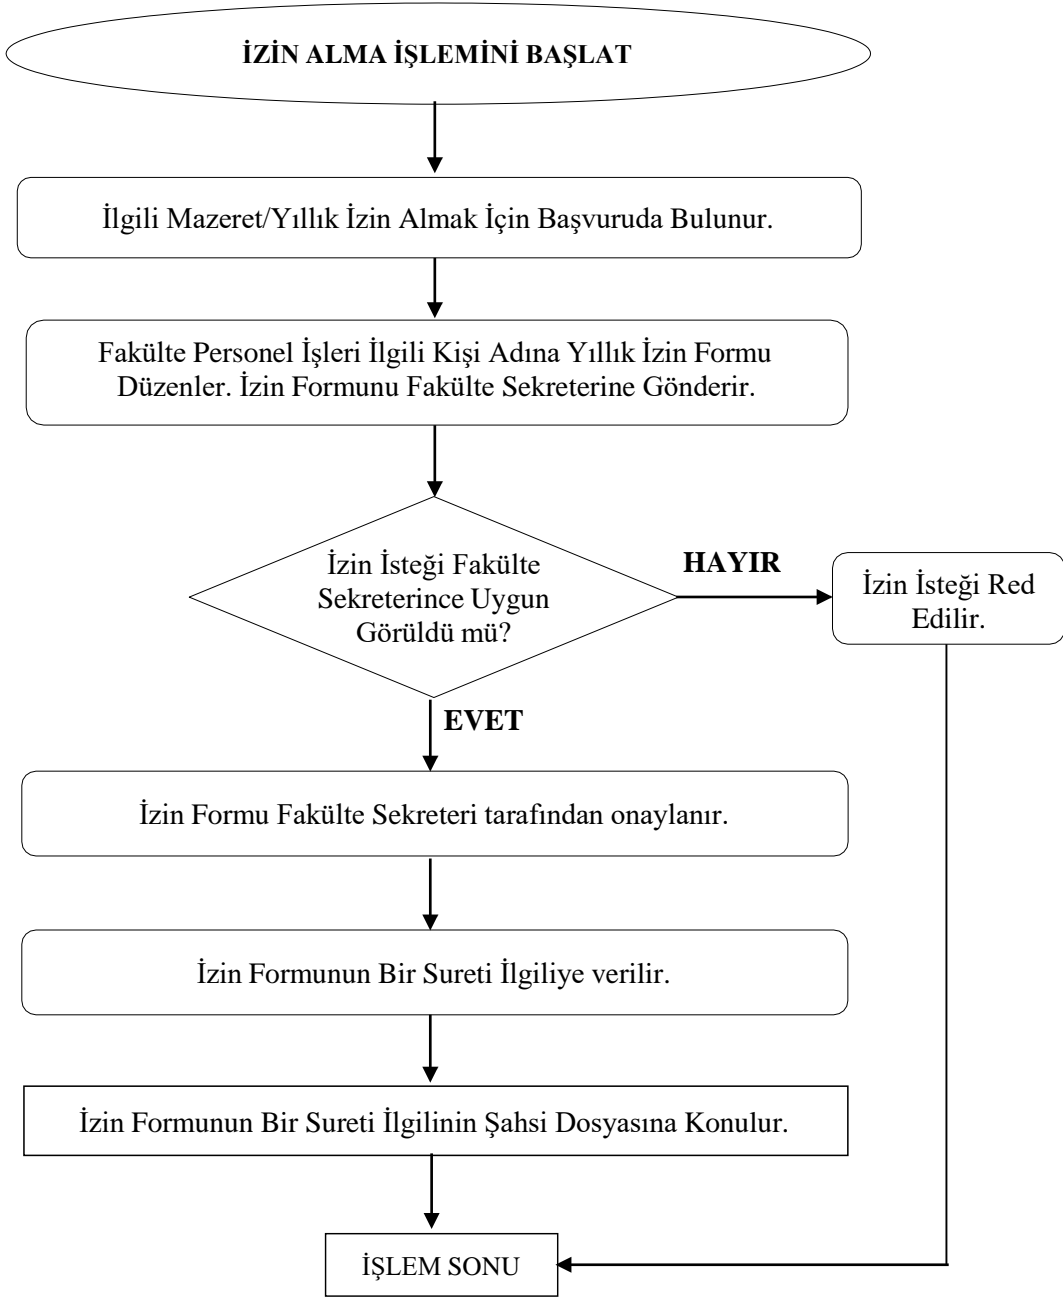 İZİN ALMA İŞLEMİNİ BAŞLAT
İlgili Mazeret/Yıllık İzin Almak İçin Başvuruda Bulunur.
Fakülte Personel İşleri İlgili Kişi Adına Yıllık İzin Formu
Düzenler. İzin Formunu Fakülte Sekreterine Gönderir.
İzin İsteği Fakülte
Sekreterince Uygun
Görüldü mü?
HAYIR
İzin İsteği Red
Edilir.
EVET
İzin Formu Fakülte Sekreteri tarafından onaylanır.
İzin Formunun Bir Sureti İlgiliye verilir.
İzin Formunun Bir Sureti İlgilinin Şahsi Dosyasına Konulur.
İŞLEM SONU